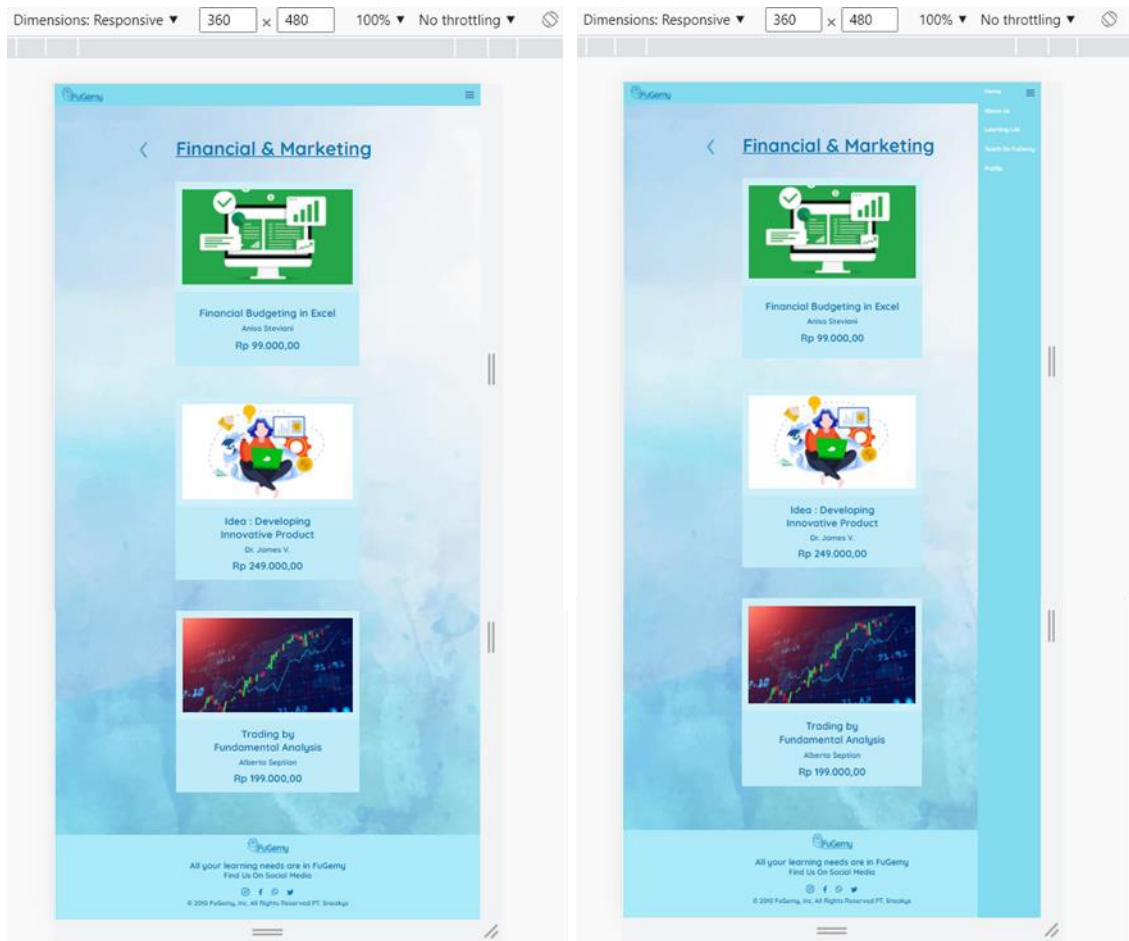 Dimensions: Responsive ▼ 360 × 480 100% ▼ No throttling ▼
FuGemy
Financial & Marketing
Financial Budgeting in Excel
Anisa Steviani
Rp 99.000,00
Idea : Developing
Innovative Product
Dr. James V.
Rp 249.000,00
Trading by
Fundamental Analysis
Alberto Septian
Rp 199.000,00
FuGemy
All your learning needs are in FuGemy
Find Us On Social Media
© 2010 FuGemy, Inc. All Rights Reserved PT.
Dimensions: Responsive ▼ 360 × 480 100% ▼ No throttling ▼
FuGemy
Home
About Us
Learning List
Teach On FuGemy
Profile
Financial & Marketing
Financial Budgeting in Excel
Anisa Steviani
Rp 99.000,00
Idea : Developing
Innovative Product
Dr. James V.
Rp 249.000,00
Trading by
Fundamental Analysis
Alberto Septian
Rp 199.000,00
FuGemy
All your learning needs are in FuGemy
Find Us On Social Media
© 2010 FuGemy, Inc. All Rights Reserved PT.